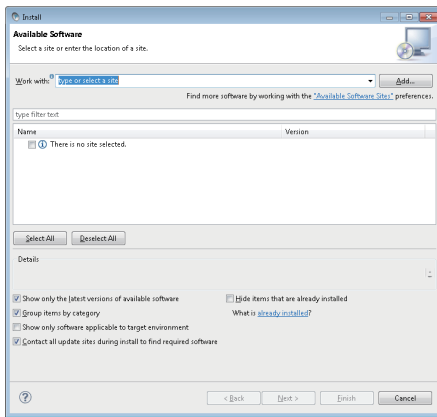 Install
Available Software
Select a site or enter the location of a site.
Work with: type or select a site
Add...
Find more software by working with the "Available Software Sites" preferences.
type filter text
Name Version
There is no site selected.
Select All Deselect All
Details
Show only the latest versions of available software Hide items that are already installed
Group items by category What is already installed?
Show only software applicable to target environment
Contact all update sites during install to find required software
? < Back Next > Finish Cancel